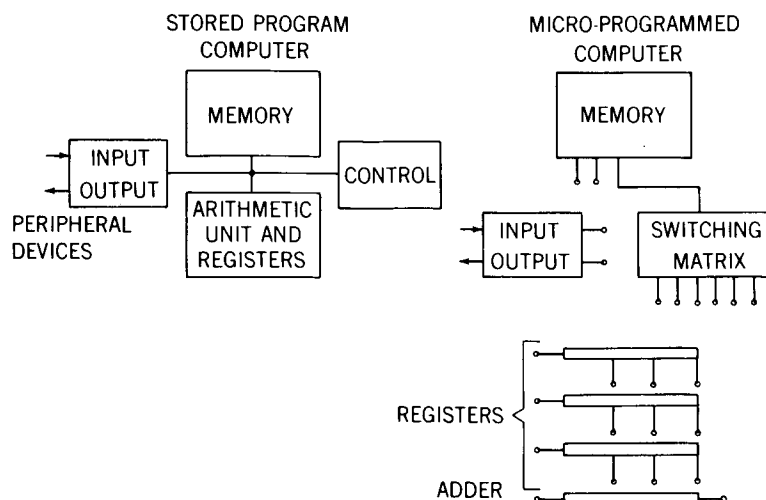 STORED PROGRAM
COMPUTER
MEMORY
INPUT
OUTPUT
PERIPHERAL
DEVICES
CONTROL
ARITHMETIC
UNIT AND
REGISTERS
MICRO-PROGRAMMED
COMPUTER
MEMORY
INPUT
OUTPUT
SWITCHING
MATRIX
REGISTERS
ADDER